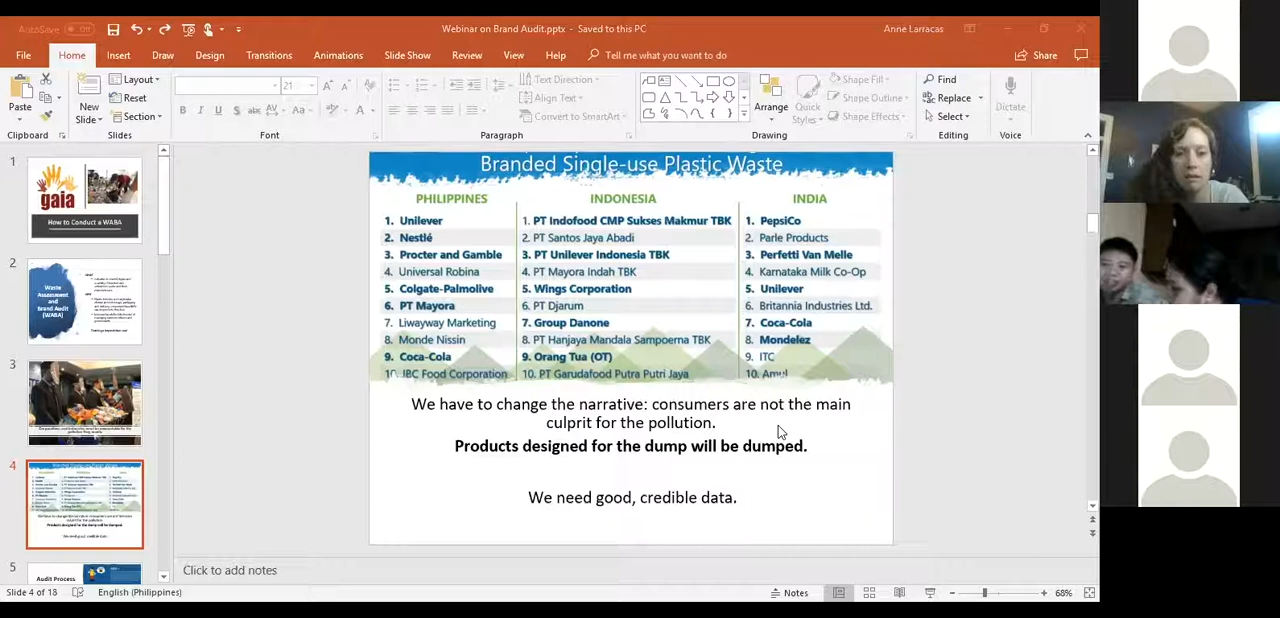 AutoSave Off
Webinar on Brand Audit.pptx - Saved to this PC
Anne Larracas
File Home Insert Draw Design Transitions Animations Slide Show Review View Help Tell me what you want to do Share
Paste
Clipboard
New Slide
Layout
Reset
Section
Slides
21
B I U S ab AV Aa A
Font
Paragraph
Text Direction
Align Text
Convert to SmartArt
Arrange
Quick Styles
Shape Fill
Shape Outline
Shape Effects
Drawing
Find
Replace
Select
Editing
Dictate
Voice
1
gaia
How to Conduct a WABA
2
Waste
Assessment
and
Brand Audit
(WABA)
3
4
5
Audit Process
Branded Single-use Plastic Waste
PHILIPPINES
1. Unilever
2. Nestlé
3. Procter and Gamble
4. Universal Robina
5. Colgate-Palmolive
6. PT Mayora
7. Liwayway Marketing
8. Monde Nissin
9. Coca-Cola
10. JBC Food Corporation
INDONESIA
1. PT Indofood CMP Sukses Makmur TBK
2. PT Santos Jaya Abadi
3. PT Unilever Indonesia TBK
4. PT Mayora Indah TBK
5. Wings Corporation
6. PT Djarum
7. Group Danone
8. PT Hanjaya Mandala Sampoerna TBK
9. Orang Tua (OT)
10. PT Garudafood Putra Putri Jaya
INDIA
1. PepsiCo
2. Parle Products
3. Perfetti Van Melle
4. Karnataka Milk Co-Op
5. Unilever
6. Britannia Industries Ltd.
7. Coca-Cola
8. Mondelez
9. ITC
10. Amul
We have to change the narrative: consumers are not the main
culprit for the pollution.
Products designed for the dump will be dumped.
We need good, credible data.
Click to add notes
Slide 4 of 18
English (Philippines)
Notes
68%